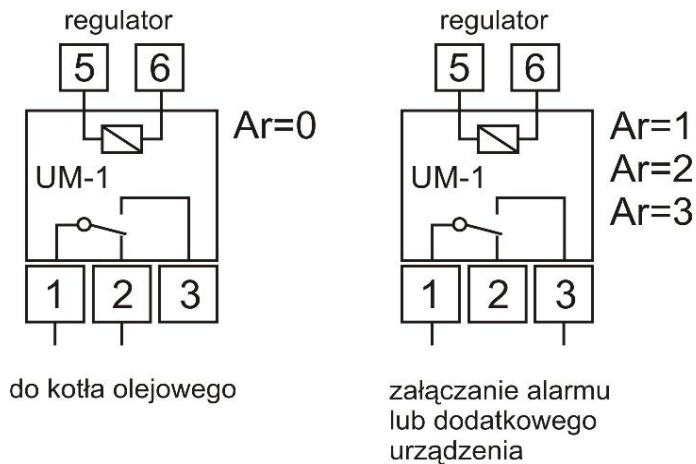 regulator
5 6
Ar=0
UM-1
1 2 3
do kotła olejowego
regulator
5 6
Ar=1
Ar=2
Ar=3
UM-1
1 2 3
załączanie alarmu
lub dodatkowego
urządzenia